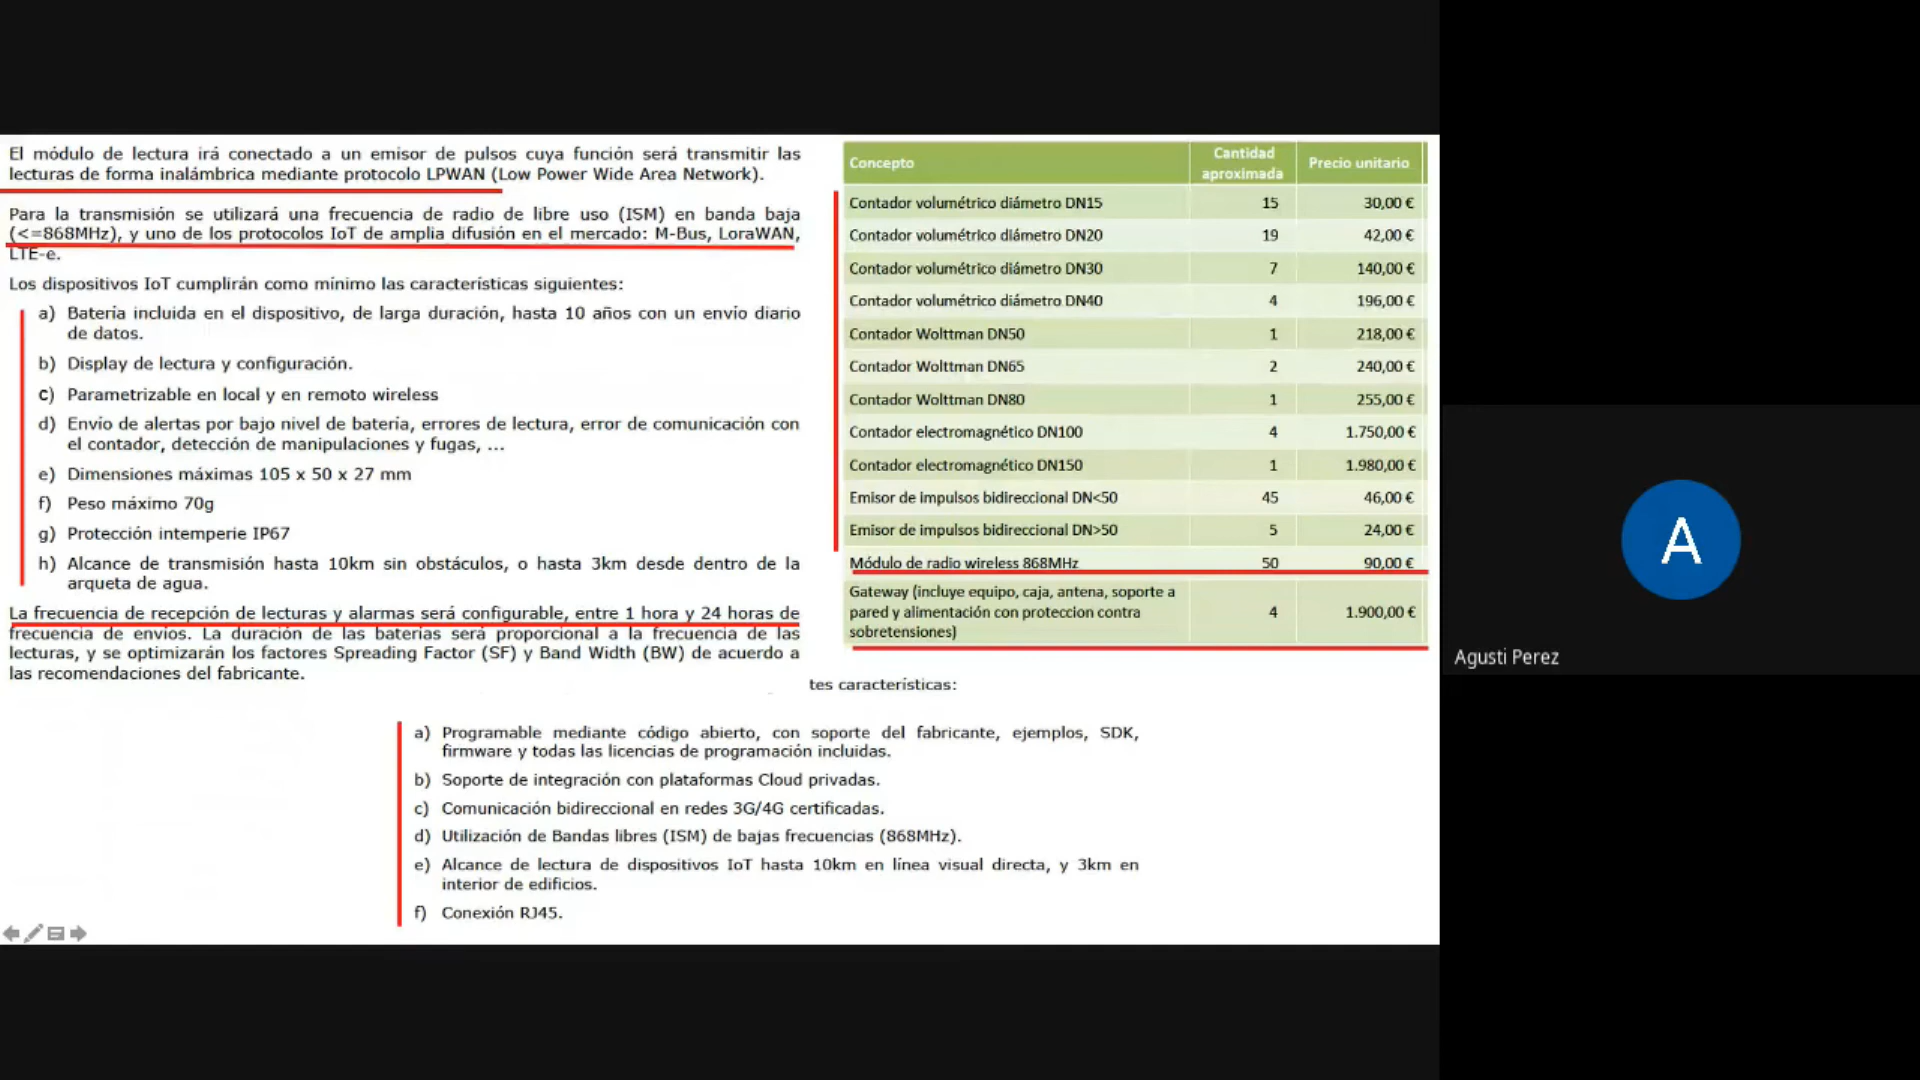 El módulo de lectura irá conectado a un emisor de pulsos cuya función será transmitir las
lecturas de forma inalámbrica mediante protocolo LPWAN (Low Power Wide Area Network).
Para la transmisión se utilizará una frecuencia de radio de libre uso (ISM) en banda baja
(<=868MHz), y uno de los protocolos IoT de amplia difusión en el mercado: M-Bus, LoraWAN,
LTE-e.
Los dispositivos IoT cumplirán como mínimo las características siguientes:
a) Batería incluida en el dispositivo, de larga duración, hasta 10 años con un envío diario
de datos.
b) Display de lectura y configuración.
c) Parametrizable en local y en remoto wireless
d) Envío de alertas por bajo nivel de batería, errores de lectura, error de comunicación con
el contador, detección de manipulaciones y fugas, ...
e) Dimensiones máximas 105 x 50 x 27 mm
f) Peso máximo 70g
g) Protección intemperie IP67
h) Alcance de transmisión hasta 10km sin obstáculos, o hasta 3km desde dentro de la
arqueta de agua.
La frecuencia de recepción de lecturas y alarmas será configurable, entre 1 hora y 24 horas de
frecuencia de envíos. La duración de las baterías será proporcional a la frecuencia de las
lecturas, y se optimizarán los factores Spreading Factor (SF) y Band Width (BW) de acuerdo a
las recomendaciones del fabricante.
Concepto Cantidad aproximada Precio unitario
Contador volumétrico diámetro DN15 15 30,00 €
Contador volumétrico diámetro DN20 19 42,00 €
Contador volumétrico diámetro DN30 7 140,00 €
Contador volumétrico diámetro DN40 4 196,00 €
Contador Wolttman DN50 1 218,00 €
Contador Wolttman DN65 2 240,00 €
Contador Wolttman DN80 1 255,00 €
Contador electromagnético DN100 4 1.750,00 €
Contador electromagnético DN150 1 1.980,00 €
Emisor de impulsos bidireccional DN<50 45 46,00 €
Emisor de impulsos bidireccional DN>50 5 24,00 €
Módulo de radio wireless 868MHz 50 90,00 €
Gateway (incluye equipo, caja, antena, soporte a
pared y alimentación con proteccion contra 4 1.900,00 €
sobretensiones)
tes características:
a) Programable mediante código abierto, con soporte del fabricante, ejemplos, SDK,
firmware y todas las licencias de programación incluidas.
b) Soporte de integración con plataformas Cloud privadas.
c) Comunicación bidireccional en redes 3G/4G certificadas.
d) Utilización de Bandas libres (ISM) de bajas frecuencias (868MHz).
e) Alcance de lectura de dispositivos IoT hasta 10km en línea visual directa, y 3km en
interior de edificios.
f) Conexión RJ45.
A
Agusti Perez